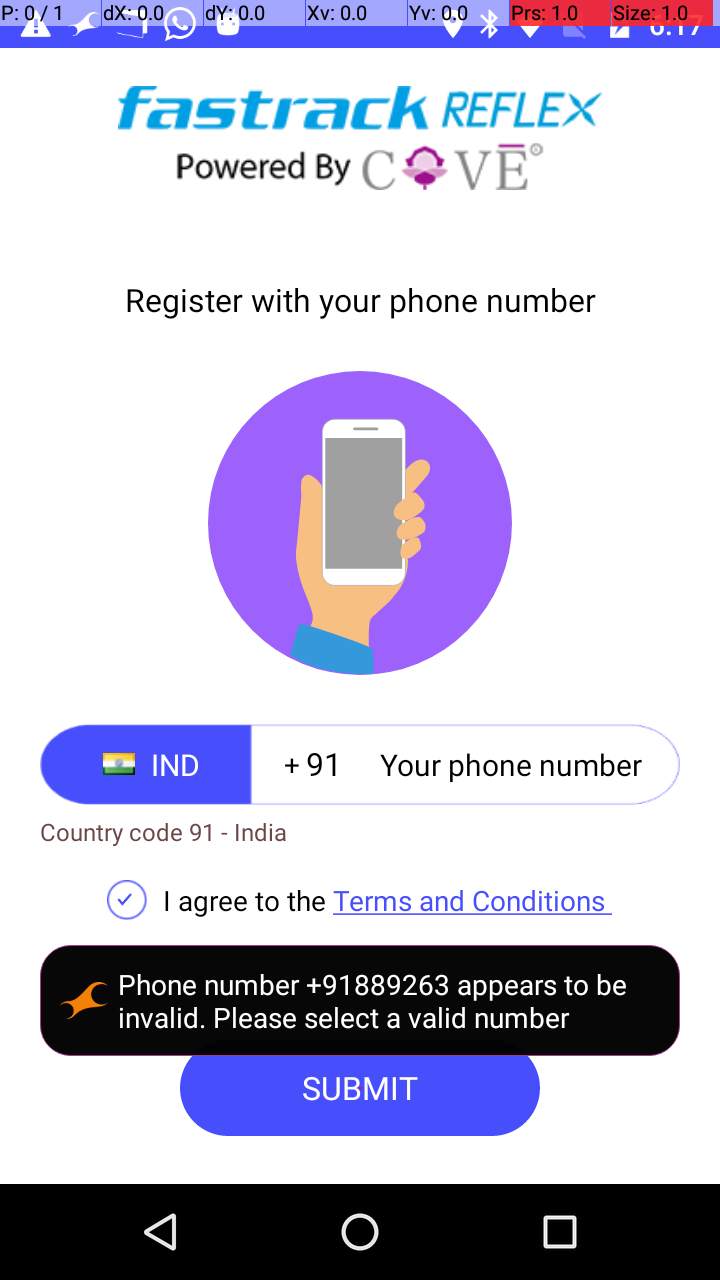 P: 0 / 1 dX: 0.0 dY: 0.0 Xv: 0.0 Yv: 0.0 Prs: 1.0 Size: 1.0
6:17
fastrack REFLEX
Powered By COVE®
Register with your phone number
IND + 91 Your phone number
Country code 91 - India
I agree to the Terms and Conditions
Phone number +91889263 appears to be
invalid. Please select a valid number
SUBMIT